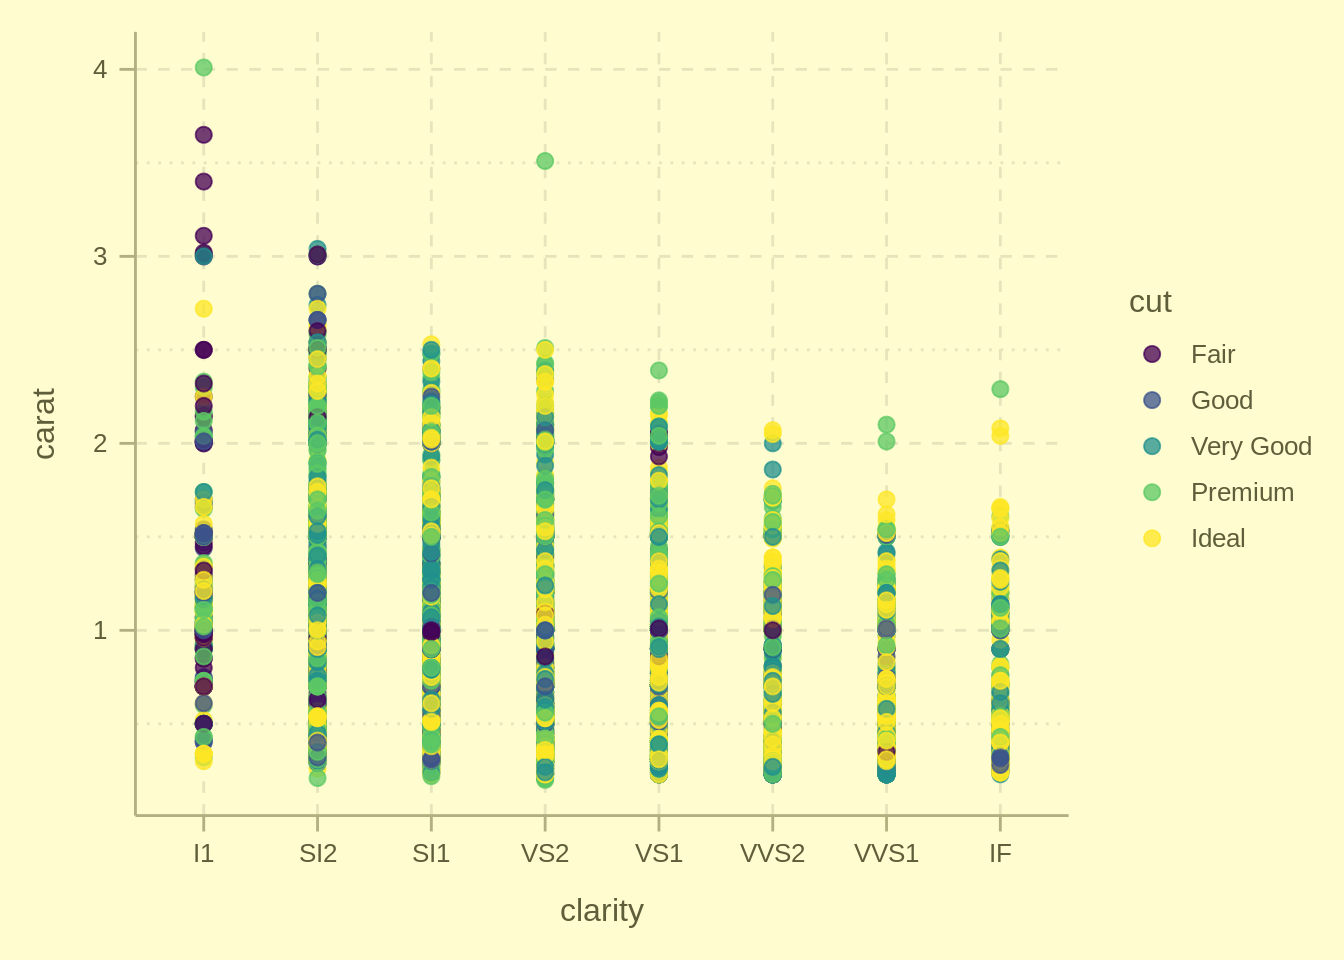 carat
4
3
2
1
I1 SI2 SI1 VS2 VS1 VVS2 VVS1 IF
clarity
cut
Fair
Good
Very Good
Premium
Ideal